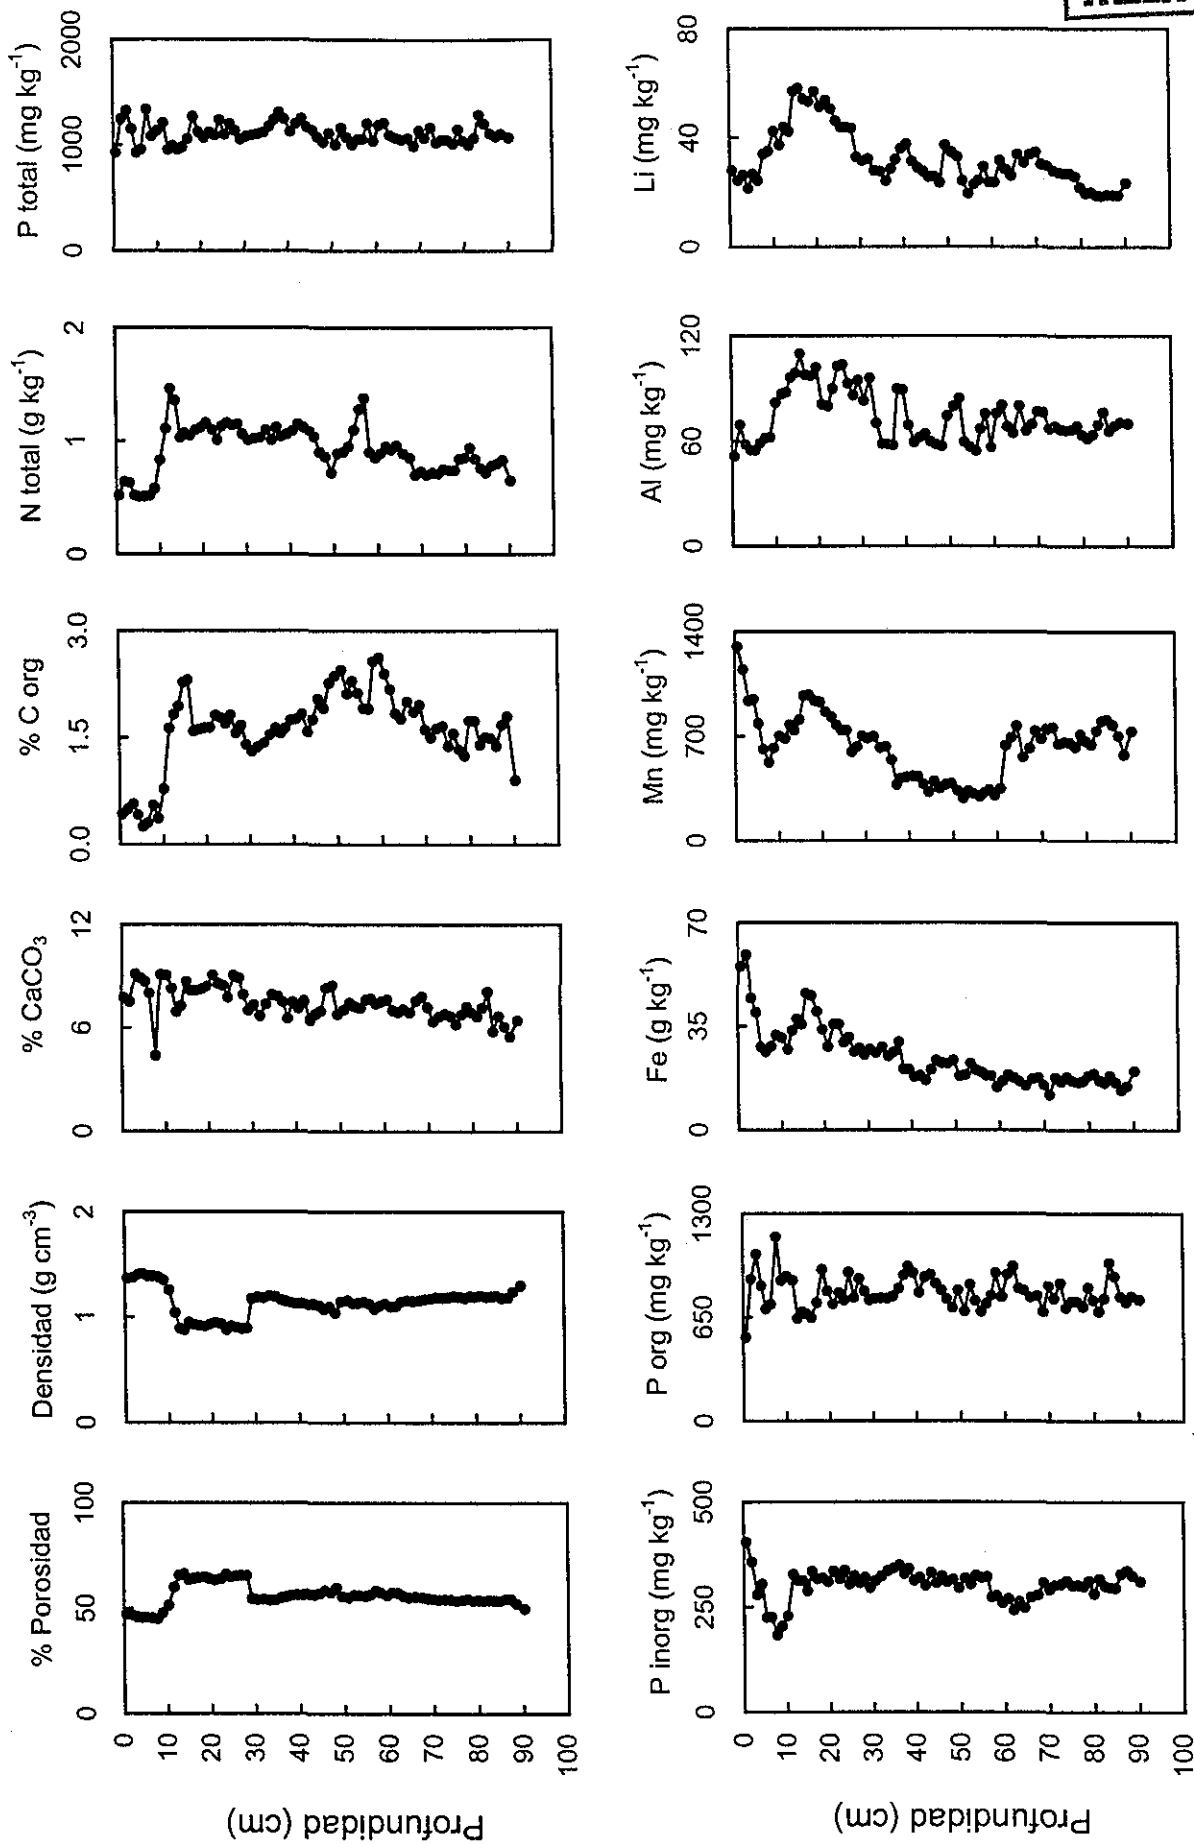 % Porosidad
Densidad (g cm⁻³)
% CaCO₃
% C org
N total (g kg⁻¹)
P total (mg kg⁻¹)
0 50 100
0 1 2
0 6 12
0.0 1.5 3.0
0 1 2
0 1000 2000
Profundidad (cm)
0
10
20
30
40
50
60
70
80
90
100
P inorg (mg kg⁻¹)
P org (mg kg⁻¹)
Fe (g kg⁻¹)
Mn (mg kg⁻¹)
Al (mg kg⁻¹)
Li (mg kg⁻¹)
0 250 500
0 650 1300
0 35 70
0 700 1400
0 60 120
0 40 80
Profundidad (cm)
0
10
20
30
40
50
60
70
80
90
100